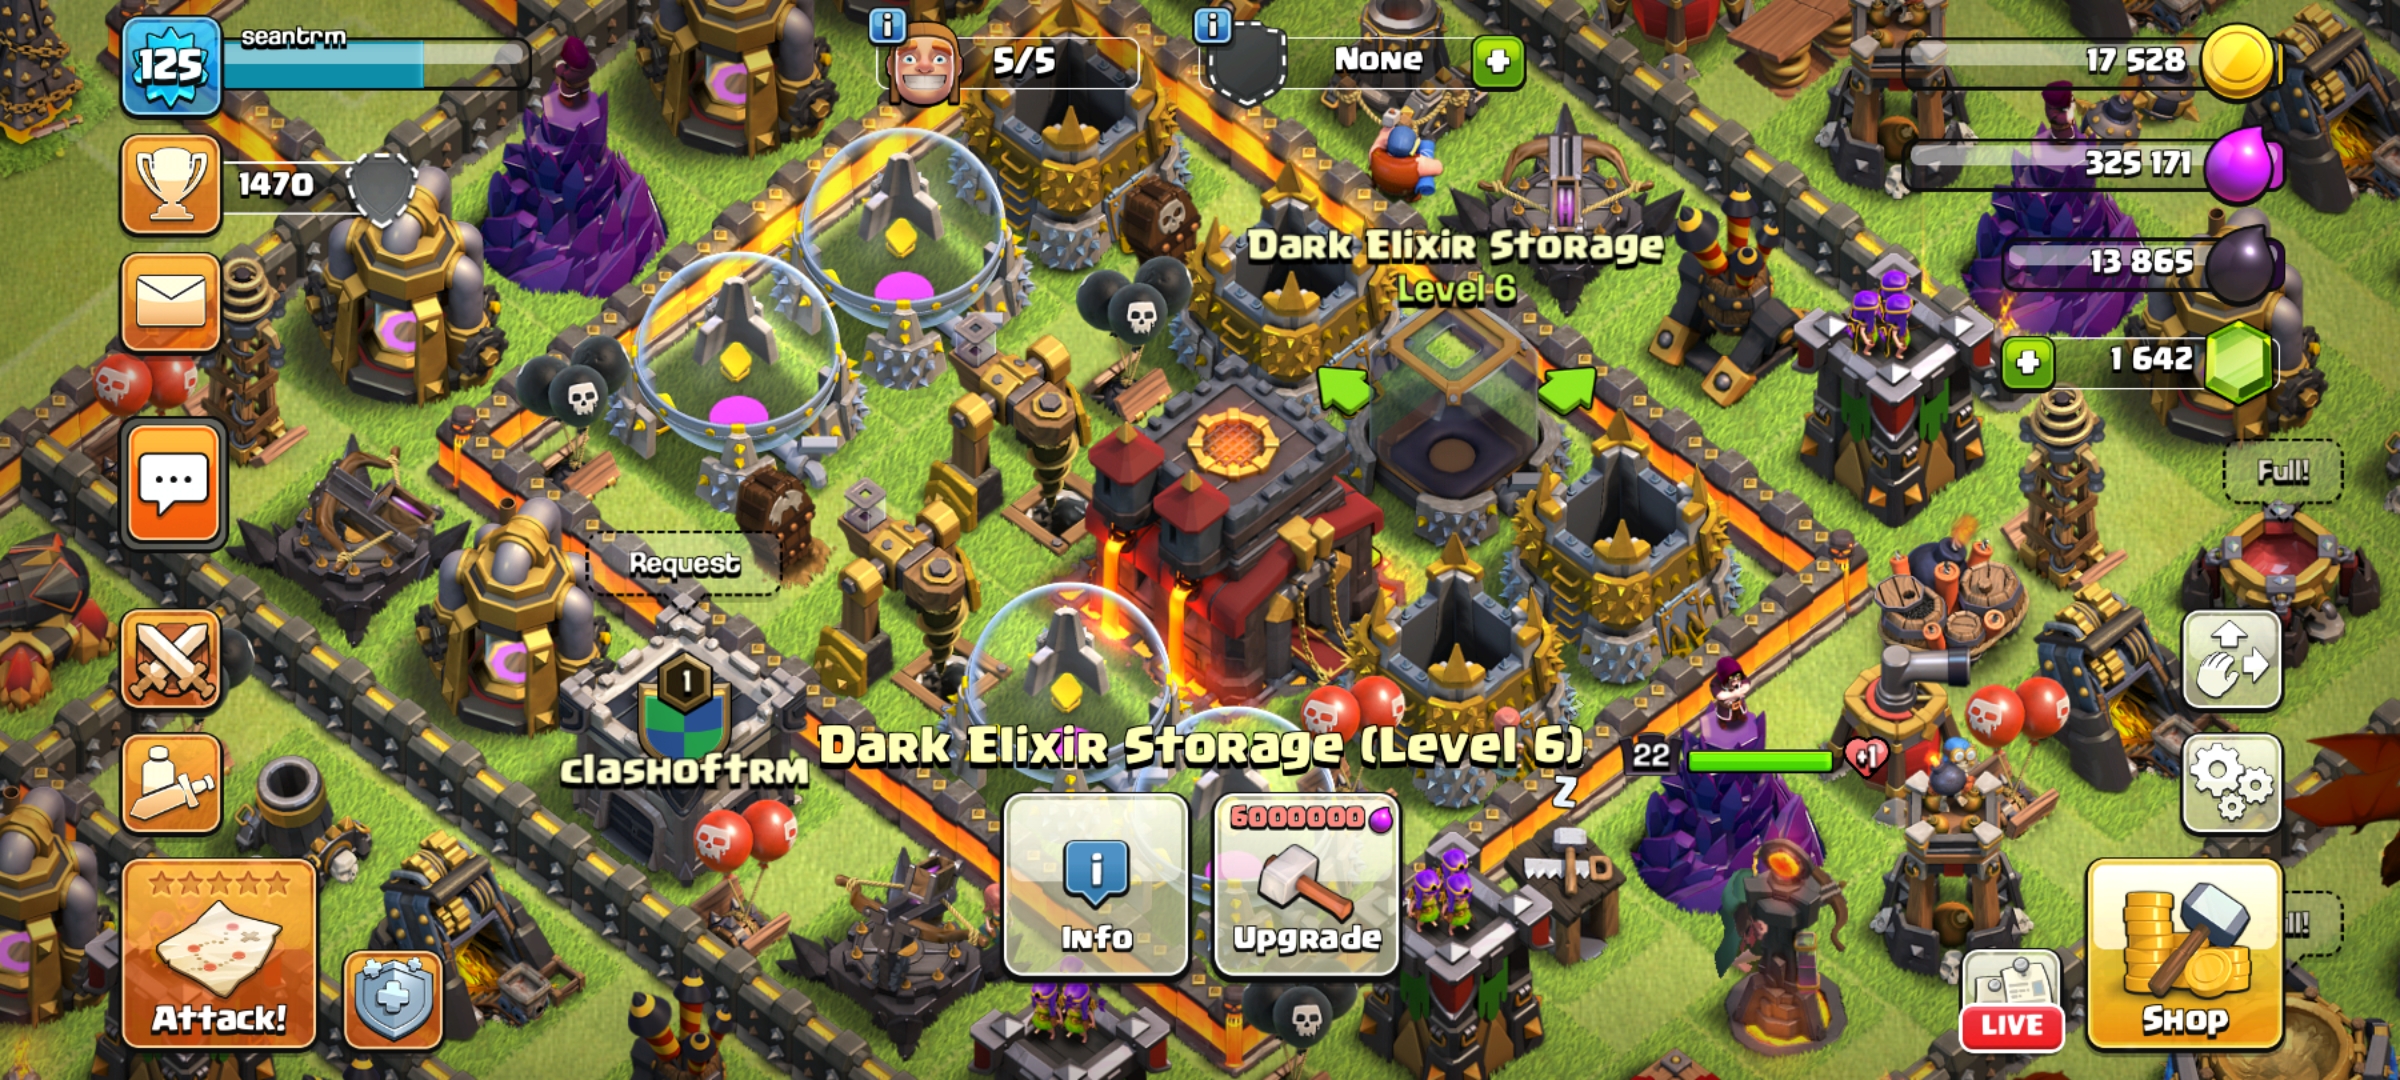 125
seantrm
5/5
None
17 528
1470
325 171
Dark Elixir Storage
Level 6
13 865
1 642
Full!
Request
1
clashoftrm
Dark Elixir Storage (Level 6)
22
+1
Z
6000000
Info
Upgrade
Attack!
LIVE
Shop
ll!